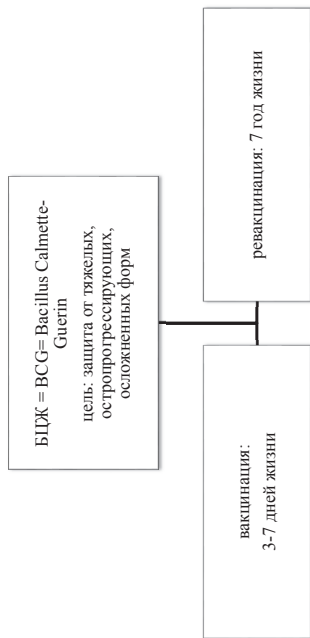 БЦЖ = BCG= Bacillus Calmette-
Guerin
цель: защита от тяжелых,
остропрогрессирующих,
осложненных форм
вакцинация:
3-7 дней жизни
ревакцинация: 7 год жизни